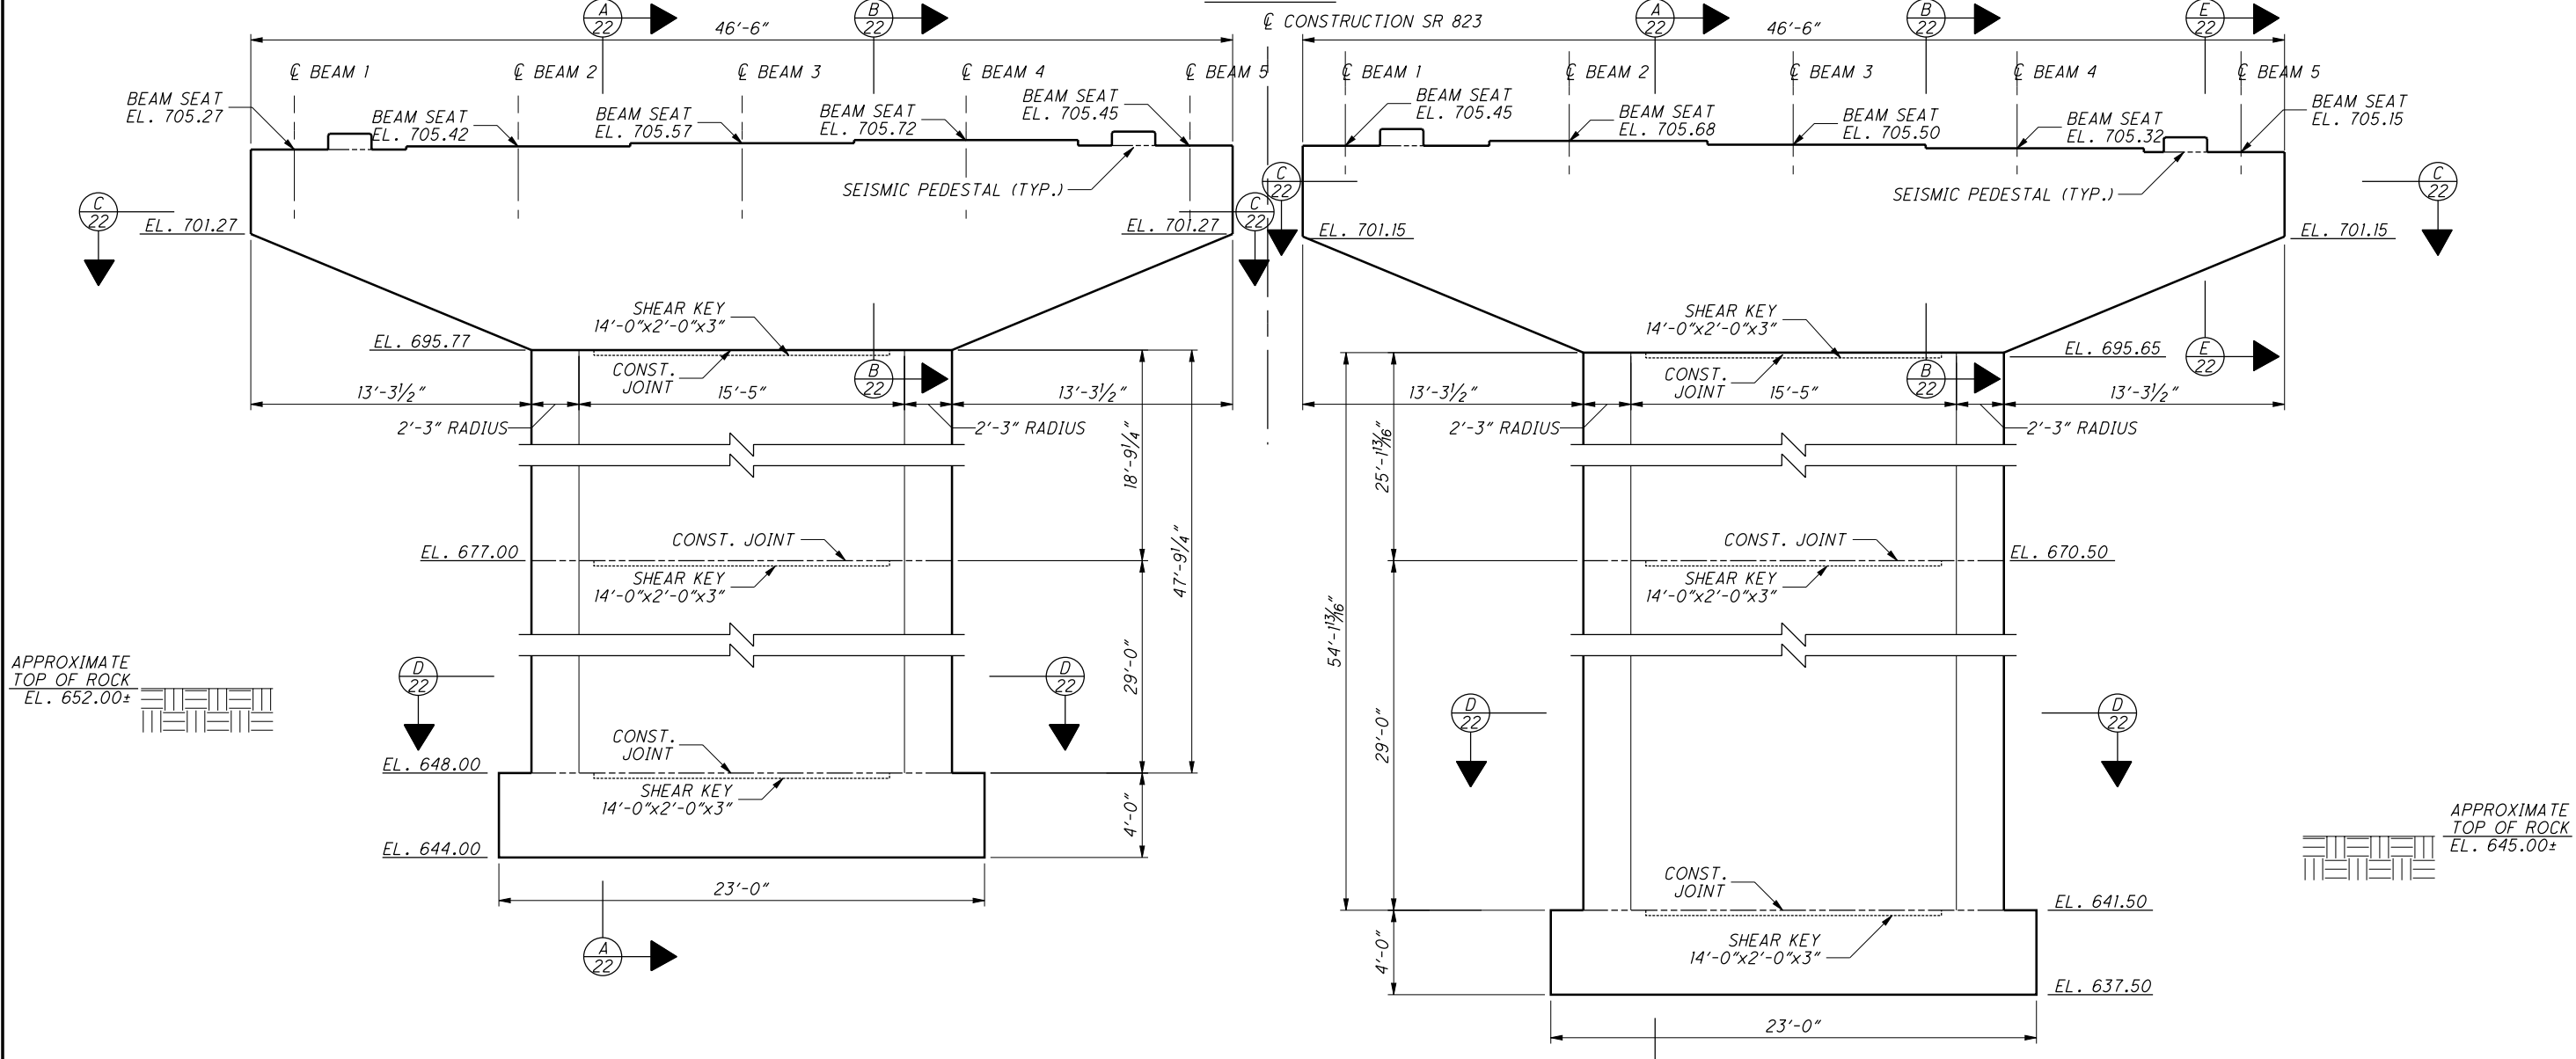 A
22
B
22
℄ CONSTRUCTION SR 823
A
22
B
22
E
22
46'-6"
46'-6"
℄ BEAM 1
℄ BEAM 2
℄ BEAM 3
℄ BEAM 4
℄ BEAM 5
℄ BEAM 1
℄ BEAM 2
℄ BEAM 3
℄ BEAM 4
℄ BEAM 5
BEAM SEAT
EL. 705.27
BEAM SEAT
EL. 705.42
BEAM SEAT
EL. 705.57
BEAM SEAT
EL. 705.72
BEAM SEAT
EL. 705.45
BEAM SEAT
EL. 705.45
BEAM SEAT
EL. 705.68
BEAM SEAT
EL. 705.50
BEAM SEAT
EL. 705.32
BEAM SEAT
EL. 705.15
SEISMIC PEDESTAL (TYP.)
SEISMIC PEDESTAL (TYP.)
C
22
C
22
C
22
C
22
EL. 701.27
EL. 701.27
EL. 701.15
EL. 701.15
SHEAR KEY
14'-0"x2'-0"x3"
SHEAR KEY
14'-0"x2'-0"x3"
EL. 695.77
EL. 695.65
CONST.
JOINT
B
22
CONST.
JOINT
B
22
E
22
13'-3½"
15'-5"
13'-3½"
13'-3½"
15'-5"
13'-3½"
2'-3" RADIUS
2'-3" RADIUS
2'-3" RADIUS
2'-3" RADIUS
18'-9¼"
25'-1 13/16"
EL. 677.00
CONST. JOINT
SHEAR KEY
14'-0"x2'-0"x3"
47'-9¼"
CONST. JOINT
EL. 670.50
SHEAR KEY
14'-0"x2'-0"x3"
54'-1 13/16"
APPROXIMATE
TOP OF ROCK
EL. 652.00±
D
22
D
22
29'-0"
D
22
D
22
29'-0"
CONST.
JOINT
EL. 648.00
SHEAR KEY
14'-0"x2'-0"x3"
4'-0"
EL. 644.00
23'-0"
APPROXIMATE
TOP OF ROCK
EL. 645.00±
CONST.
JOINT
EL. 641.50
SHEAR KEY
14'-0"x2'-0"x3"
4'-0"
EL. 637.50
23'-0"
A
22